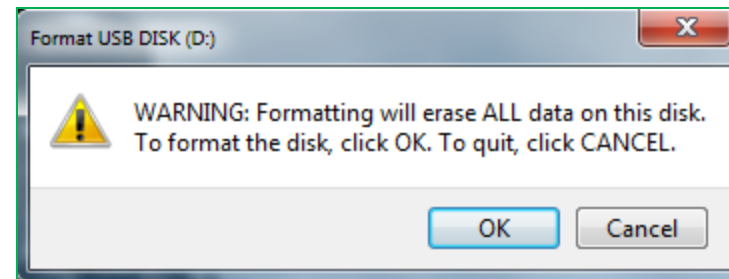 Format USB DISK (D:)
WARNING: Formatting will erase ALL data on this disk.
To format the disk, click OK. To quit, click CANCEL.
OK
Cancel